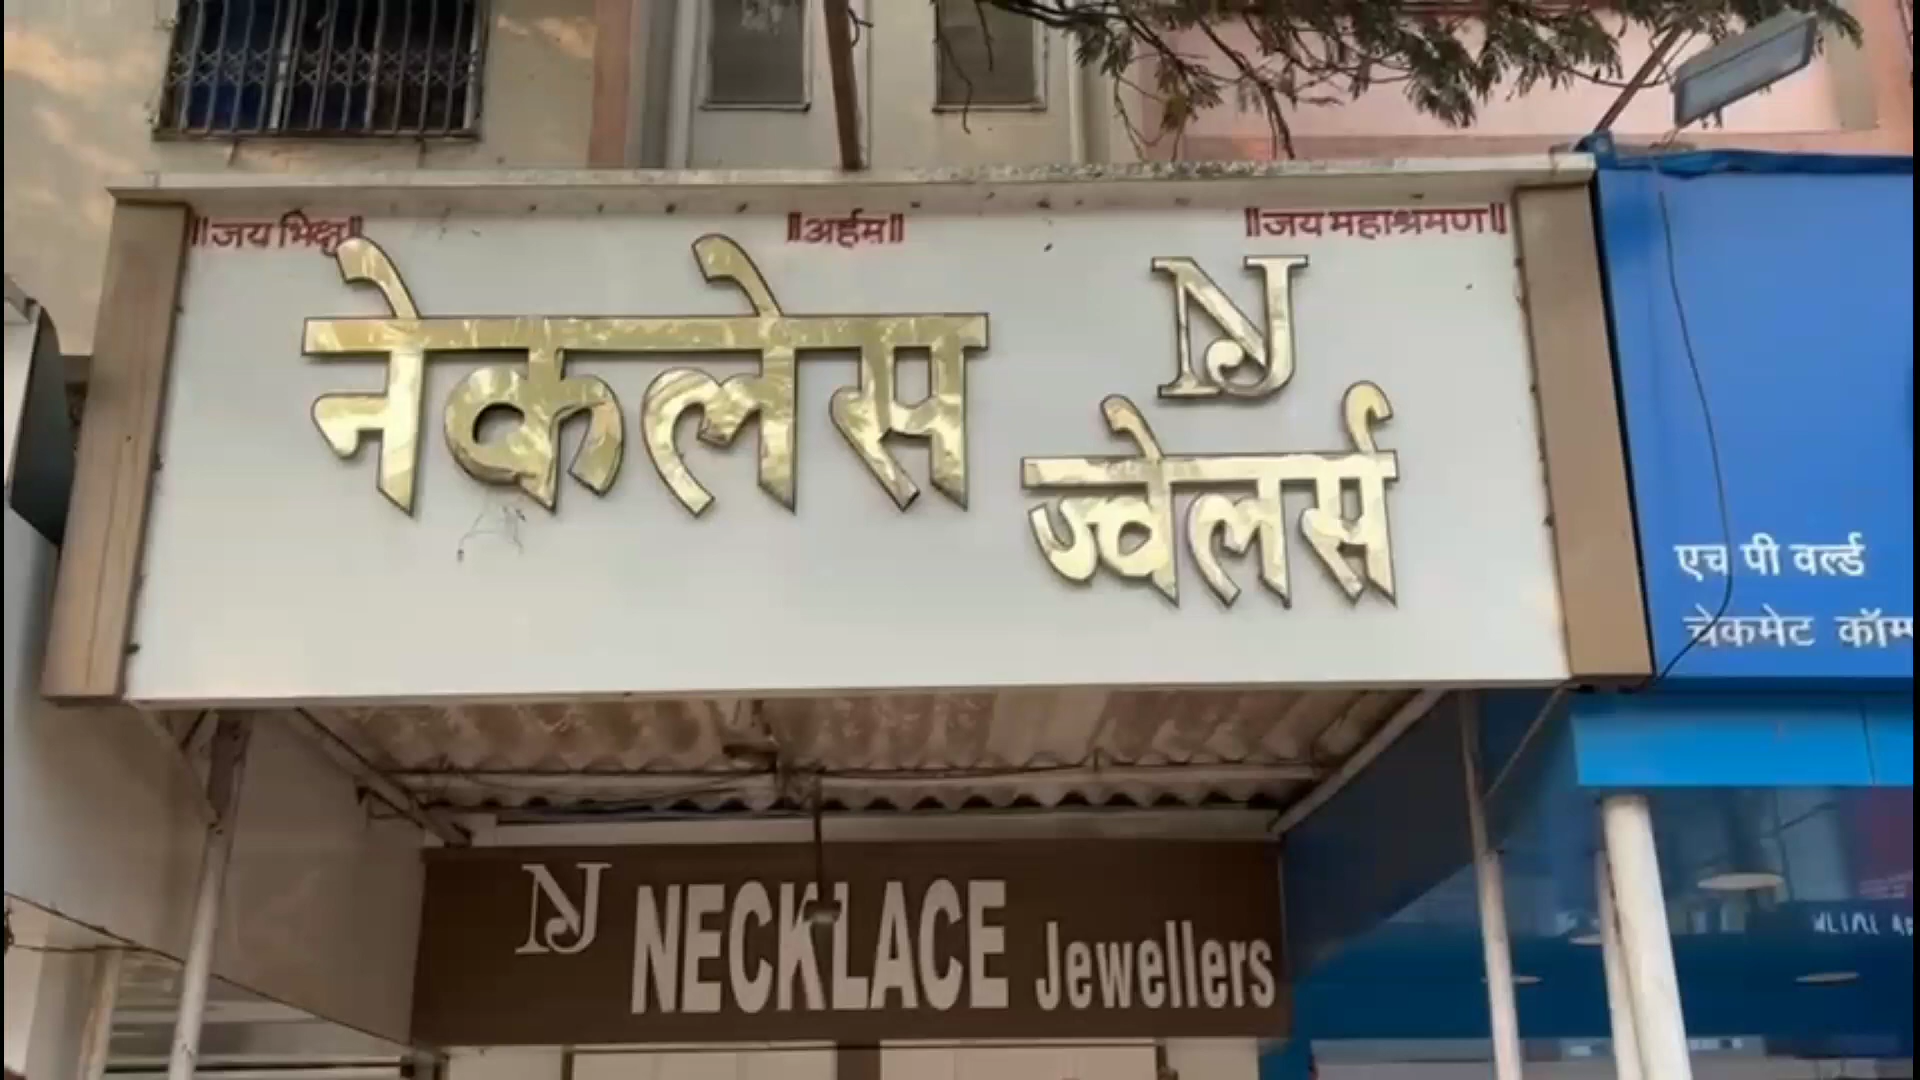 ॥जय भिक्षु॥ ॥अर्हम॥ ॥जय महाश्रमण॥
नेकलेस
NJ
ज्वेलर्स
एच पी वर्ल्ड
चेकमेट
NJ NECKLACE Jewellers